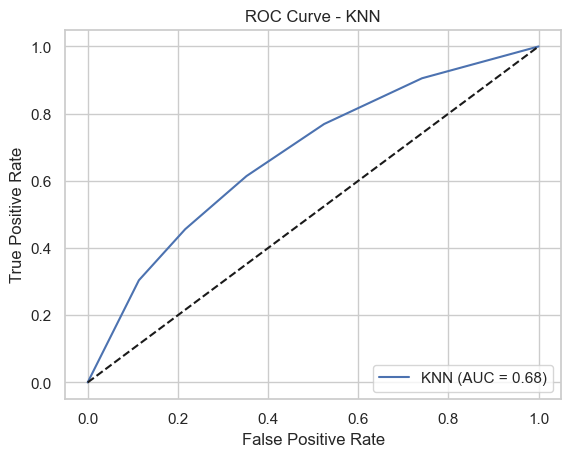 ROC Curve - KNN
1.0
0.8
0.6
0.4
0.2
0.0
True Positive Rate
KNN (AUC = 0.68)
0.0 0.2 0.4 0.6 0.8 1.0
False Positive Rate